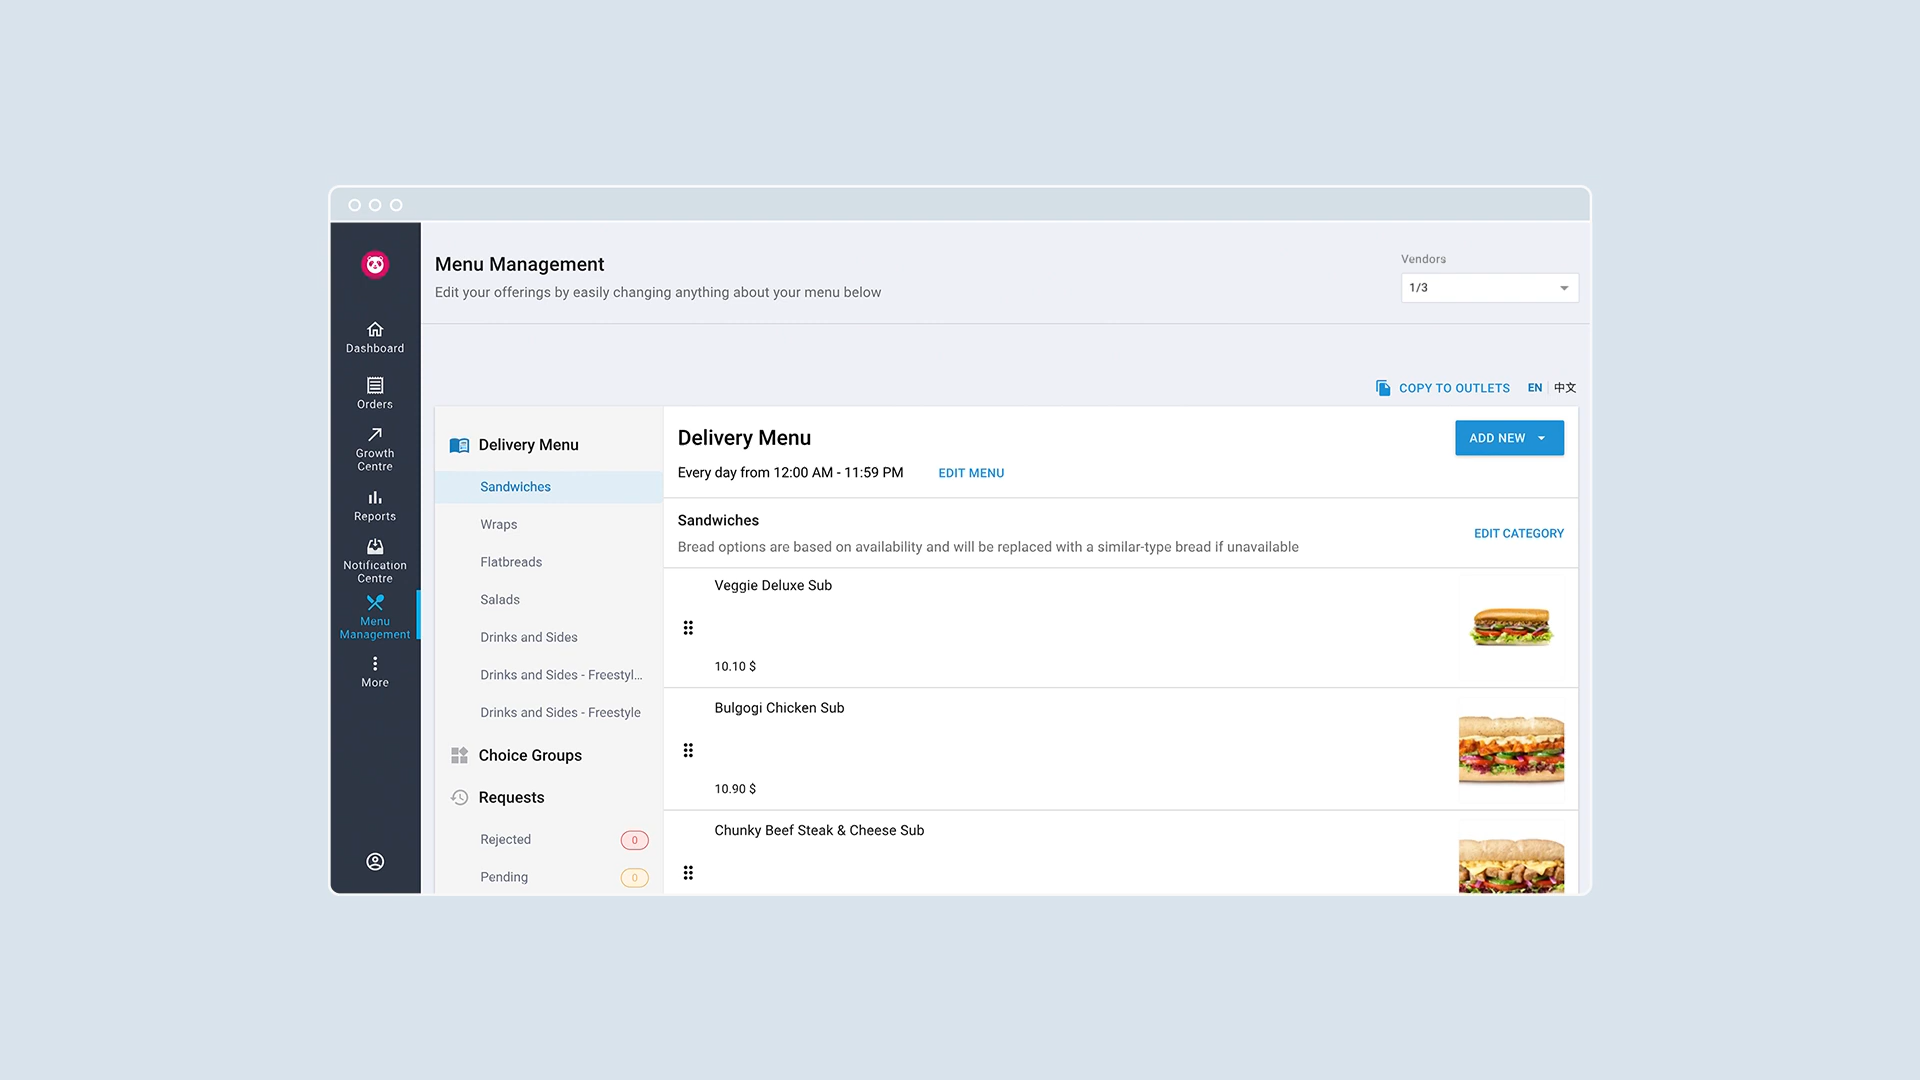 Menu Management
Edit your offerings by easily changing anything about your menu below
Vendors
1/3
Dashboard
Orders
Growth
Centre
Reports
Notification
Centre
Menu
Management
More
COPY TO OUTLETS
EN
中文
Delivery Menu
Sandwiches
Wraps
Flatbreads
Salads
Drinks and Sides
Drinks and Sides - Freestyl...
Drinks and Sides - Freestyle
Choice Groups
Requests
Rejected
0
Pending
0
Delivery Menu
ADD NEW
Every day from 12:00 AM - 11:59 PM
EDIT MENU
Sandwiches
Bread options are based on availability and will be replaced with a similar-type bread if unavailable
EDIT CATEGORY
Veggie Deluxe Sub
10.10 $
Bulgogi Chicken Sub
10.90 $
Chunky Beef Steak & Cheese Sub